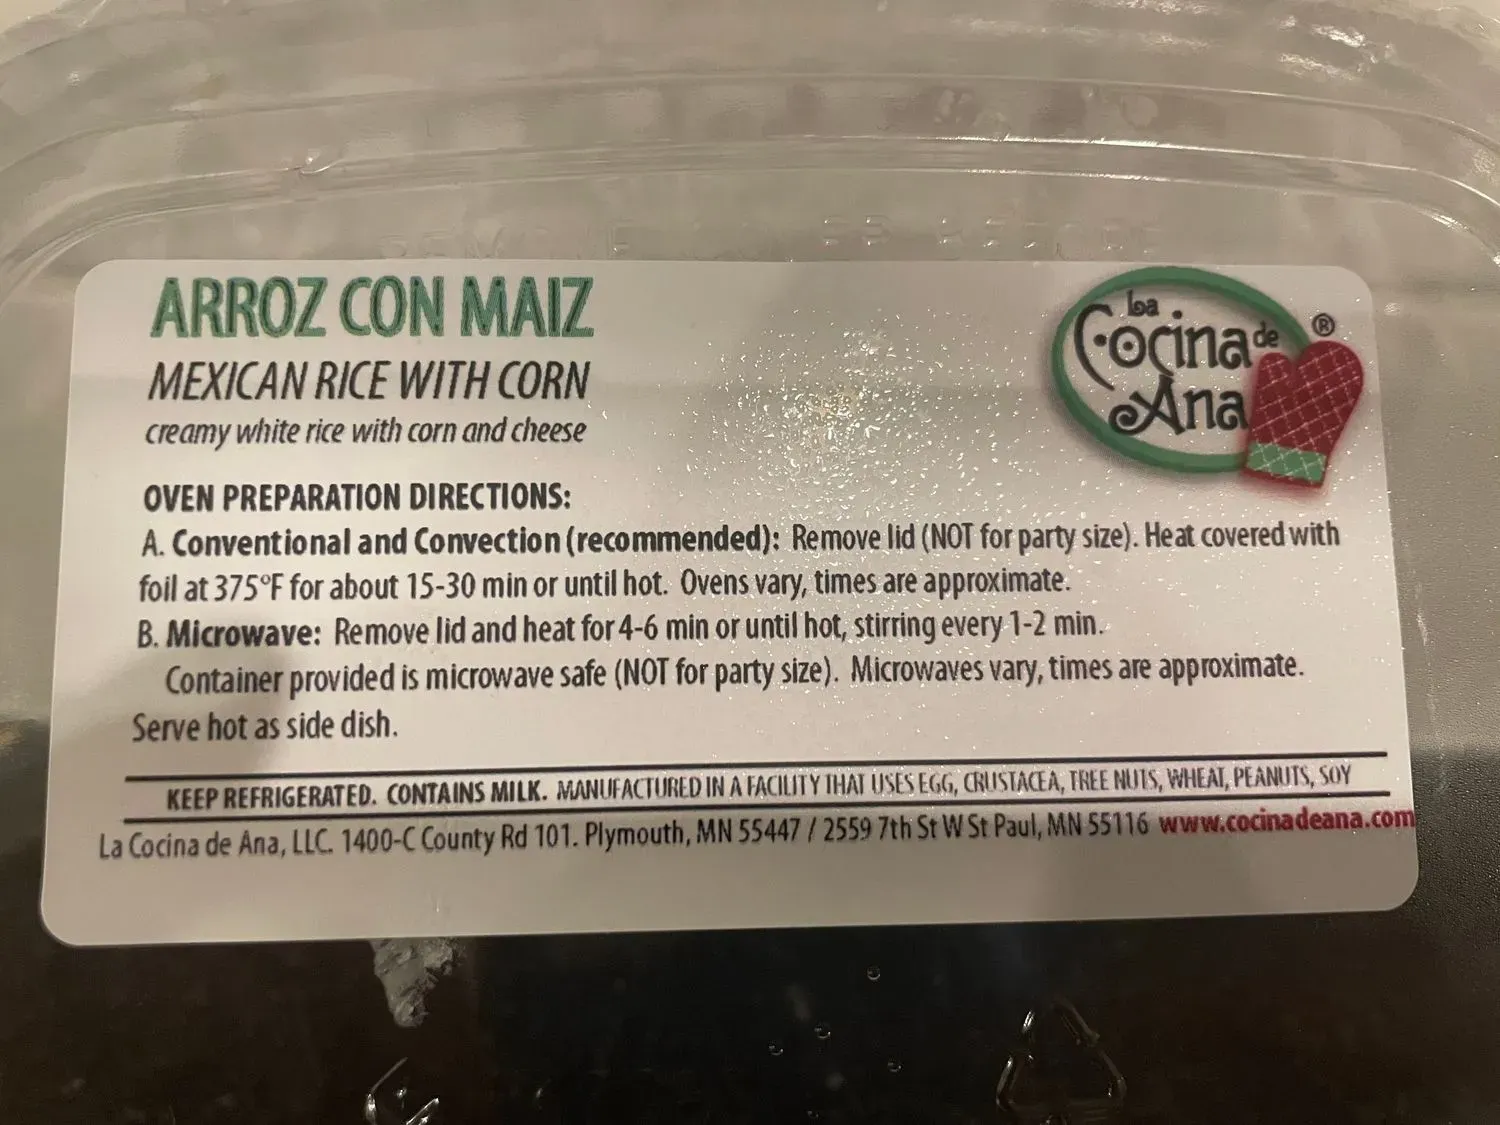 ARROZ CON MAIZ
MEXICAN RICE WITH CORN
creamy white rice with corn and cheese
La
Cocina de
Ana
®
OVEN PREPARATION DIRECTIONS:
A. Conventional and Convection (recommended): Remove lid (NOT for party size). Heat covered with
foil at 375°F for about 15-30 min or until hot. Ovens vary, times are approximate.
B. Microwave: Remove lid and heat for 4-6 min or until hot, stirring every 1-2 min.
Container provided is microwave safe (NOT for party size). Microwaves vary, times are approximate.
Serve hot as side dish.
KEEP REFRIGERATED. CONTAINS MILK. MANUFACTURED IN A FACILITY THAT USES EGG, CRUSTACEA, TREE NUTS, WHEAT, PEANUTS, SOY
La Cocina de Ana, LLC. 1400-C County Rd 101. Plymouth, MN 55447 / 2559 7th St W St Paul, MN 55116 www.cocinadeana.com